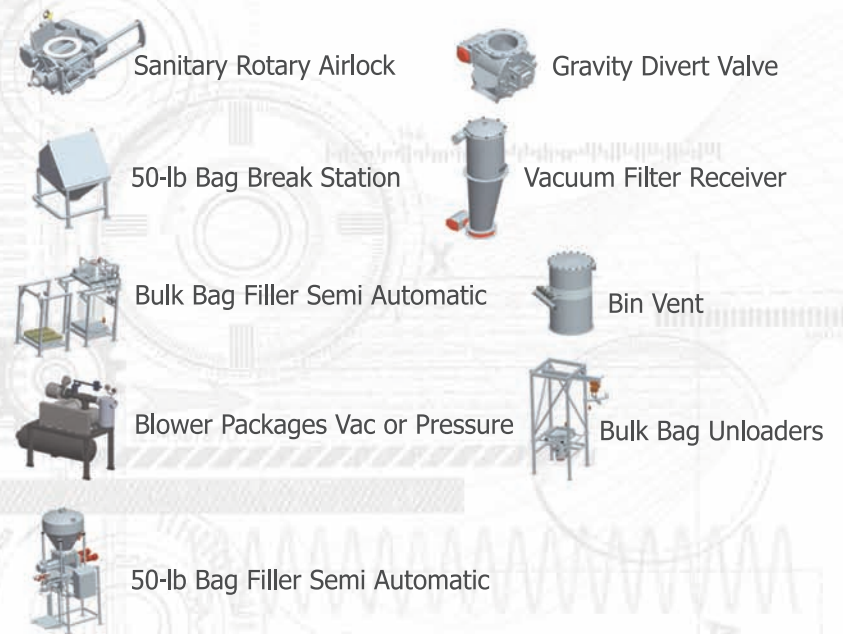 Sanitary Rotary Airlock
Gravity Divert Valve
50-lb Bag Break Station
Vacuum Filter Receiver
Bulk Bag Filler Semi Automatic
Bin Vent
Blower Packages Vac or Pressure
Bulk Bag Unloaders
50-lb Bag Filler Semi Automatic